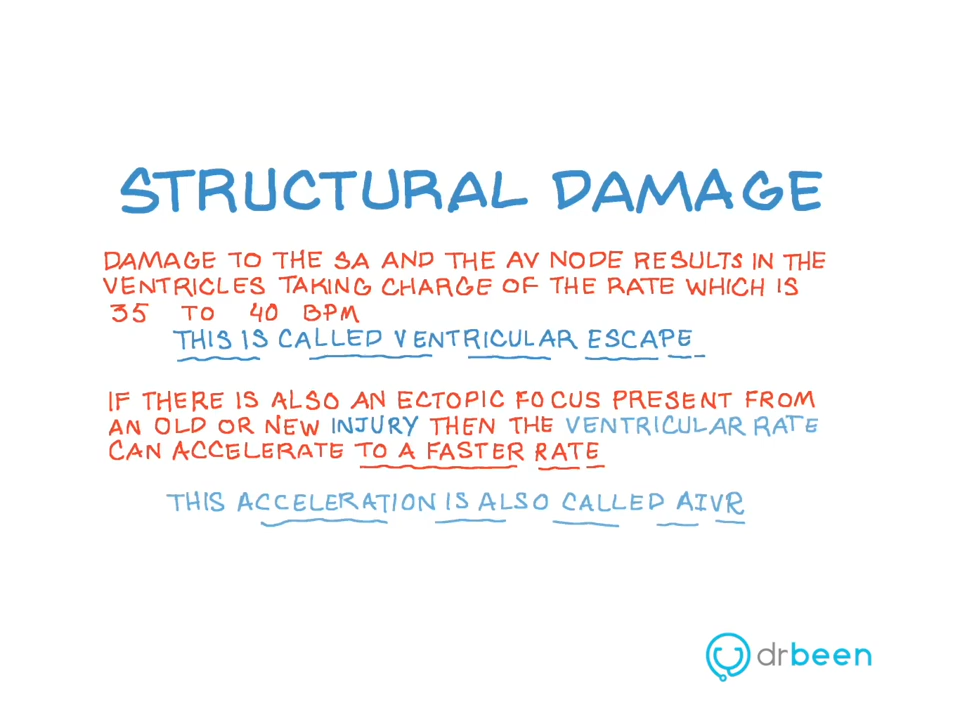 STRUCTURAL DAMAGE
DAMAGE TO THE SA AND THE AV NODE RESULTS IN THE
VENTRICLES TAKING CHARGE OF THE RATE WHICH IS
35 TO 40 BPM
THIS IS CALLED VENTRICULAR ESCAPE
IF THERE IS ALSO AN ECTOPIC FOCUS PRESENT FROM
AN OLD OR NEW INJURY THEN THE VENTRICULAR RATE
CAN ACCELERATE TO A FASTER RATE
THIS ACCELERATION IS ALSO CALLED AIVR
drbeen